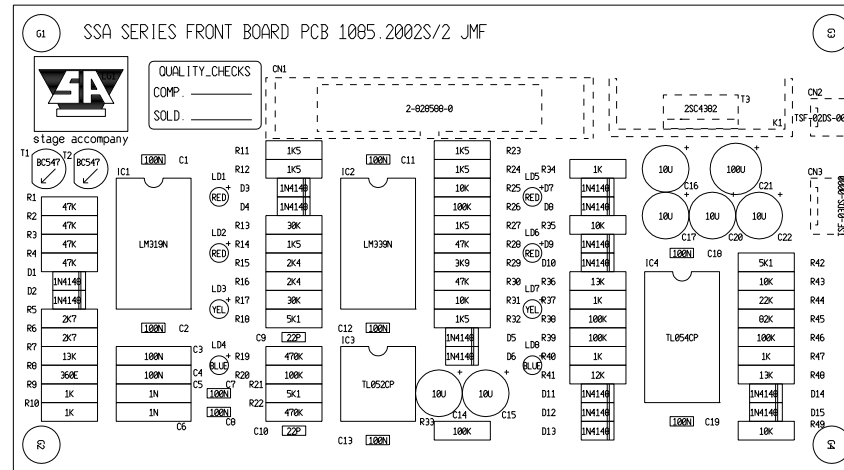 SSA SERIES FRONT BOARD PCB 1085.2002S/2 JMF
G1
G3
SA
stage accompany
QUALITY_CHECKS
COMP.
SOLD.
CN1
2-828588-0
2SC4382
T3
K1
CN2
TSF-02DS-00
CN3
T1
BC547
T2
BC547
100N
C1
IC1
LM319N
100N
C2
R1
47K
R2
47K
R3
47K
R4
47K
D1
1N4148
D2
1N4148
R5
2K7
R6
2K7
R7
13K
R8
360E
R9
1K
R10
1K
100N
C3
100N
C4
1N
C5
1N
C6
C7
100N
100N
C8
LD1
RED
LD2
RED
LD3
YEL
LD4
BLUE
R11
1K5
R12
1K5
D3
1N4148
D4
1N4148
R13
30K
R14
1K5
R15
2K4
R16
2K4
R17
30K
R18
5K1
C9
22P
R19
470K
R20
100K
R21
5K1
R22
470K
C10
22P
100N
C11
IC2
LM339N
C12
100N
IC3
TL052CP
C13
100N
1K5
R23
1K5
R24
10K
R25
100K
R26
1K5
R27
47K
R28
3K9
R29
47K
R30
10K
R31
1K5
R32
1N4148
D5
1N4148
D6
10U
C14
10U
C15
R33
100K
LD5
RED
LD6
RED
LD7
YEL
LD8
BLUE
R34
1K
D7
1N4148
D8
1N4148
R35
10K
D9
1N4148
D10
1N4148
R36
13K
R37
1K
R38
100K
R39
100K
R40
1K
R41
12K
D11
1N4148
D12
1N4148
D13
1N4148
10U
C16
100U
C21
10U
C17
10U
C20
10U
C22
100N
C18
IC4
TL054CP
100N
C19
5K1
R42
10K
R43
22K
R44
82K
R45
100K
R46
1K
R47
13K
R48
1N4148
D14
1N4148
D15
10K
R49
G2
G4